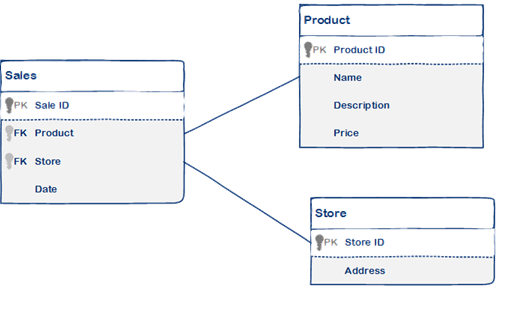 Sales
PK Sale ID
FK Product
FK Store
Date
Product
PK Product ID
Name
Description
Price
Store
PK Store ID
Address